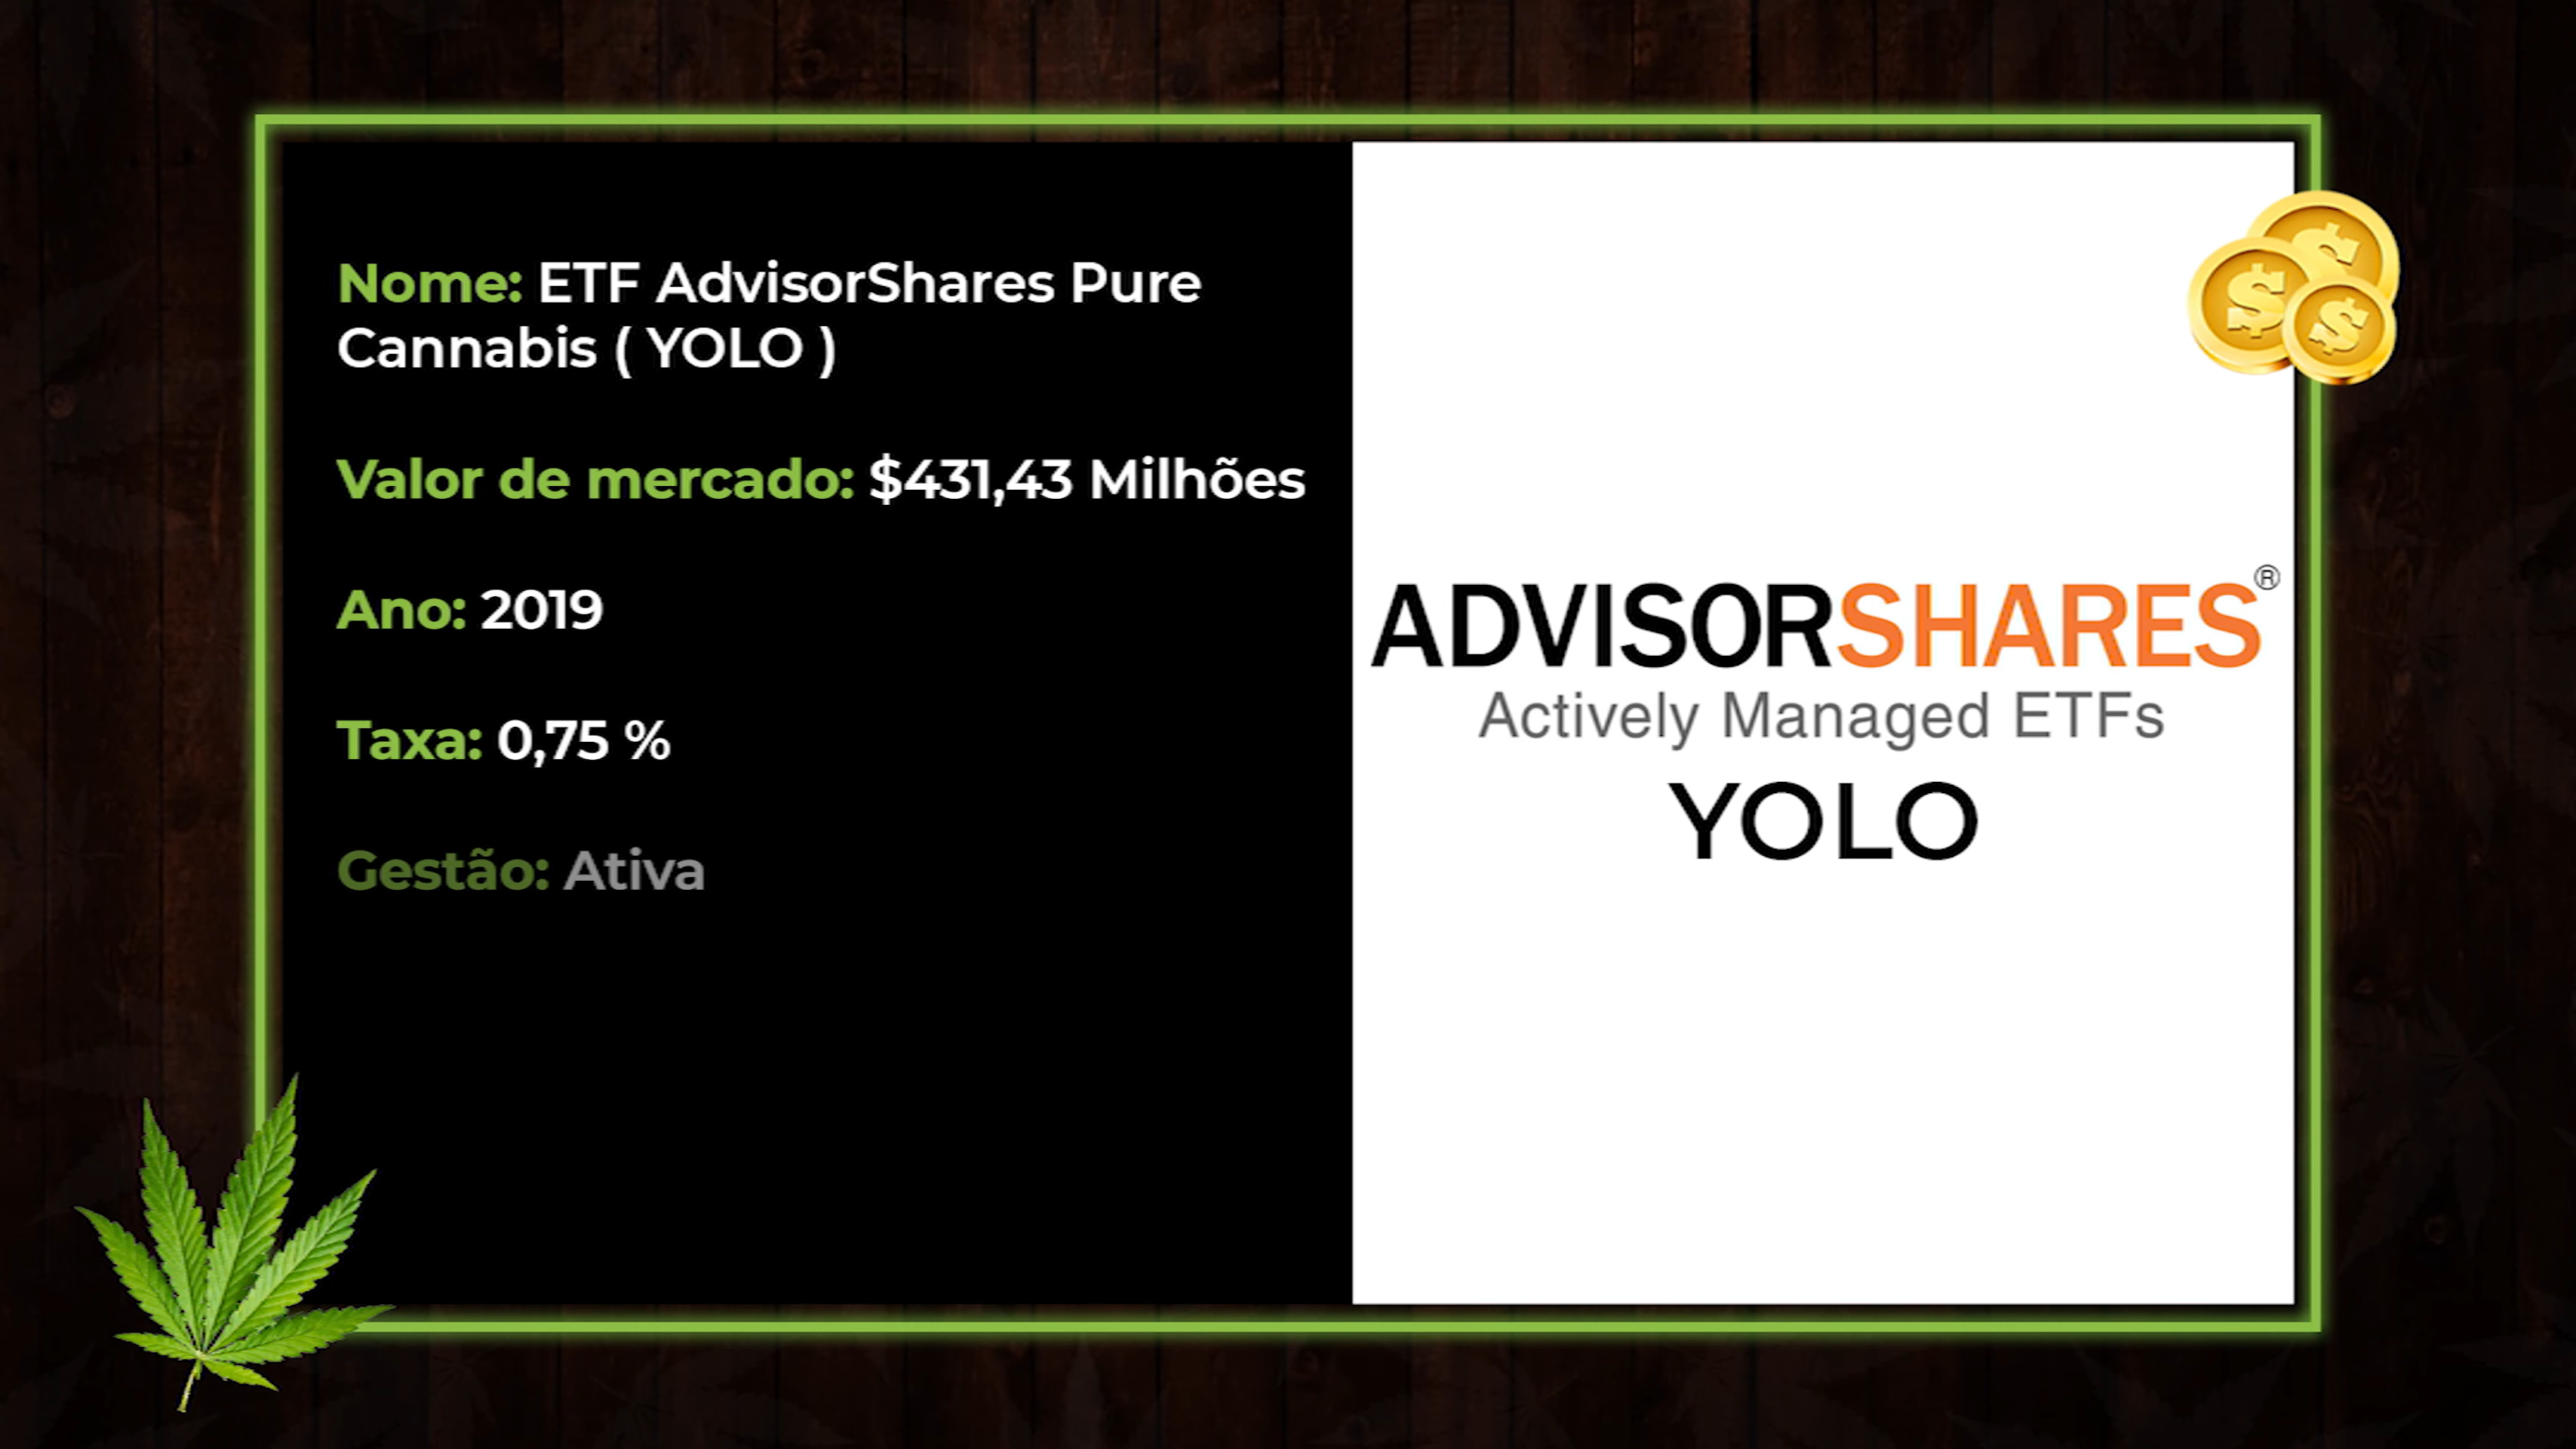 Nome: ETF AdvisorShares Pure
Cannabis ( YOLO )
Valor de mercado: $431,43 Milhões
Ano: 2019
Taxa: 0,75 %
Gestão: Ativa
ADVISORSHARES®
Actively Managed ETFs
YOLO
$
$
$